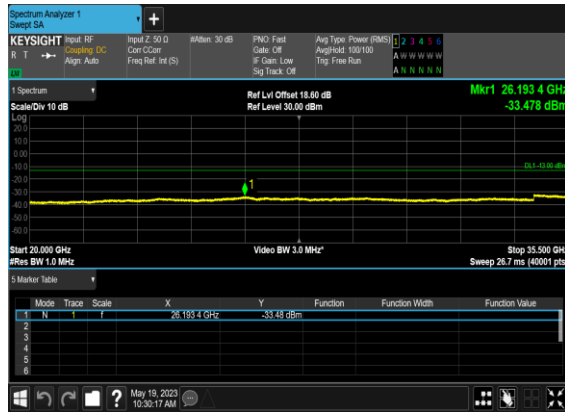 Spectrum Analyzer 1
Swept SA
+
KEYSIGHT Input: RF Input Z: 50 Ω #Atten: 30 dB PNO: Fast Avg Type: Power (RMS) 1 2 3 4 5 6
R T Coupling: DC Corr CCorr Gate: Off Avg|Hold: 100/100 A W W W W W
Align: Auto Freq Ref: Int (S) IF Gain: Low Trig: Free Run
Sig Track: Off A N N N N N
LXI
1 Spectrum Ref Lvl Offset 18.60 dB Mkr1 26.193 4 GHz
Scale/Div 10 dB Ref Level 30.00 dBm -33.478 dBm
Log
20.0
10.0
0.00
-10.0 DL1 -13.00 dBm
-20.0
-30.0 1
-40.0
-50.0
-60.0
Start 20.000 GHz Video BW 3.0 MHz* Stop 35.500 GHz
#Res BW 1.0 MHz Sweep 26.7 ms (40001 pts)
5 Marker Table
Mode Trace Scale X Y Function Function Width Function Value
1 N 1 f 26.193 4 GHz -33.48 dBm
2
3
4
5
6
? May 19, 2023
10:30:17 AM